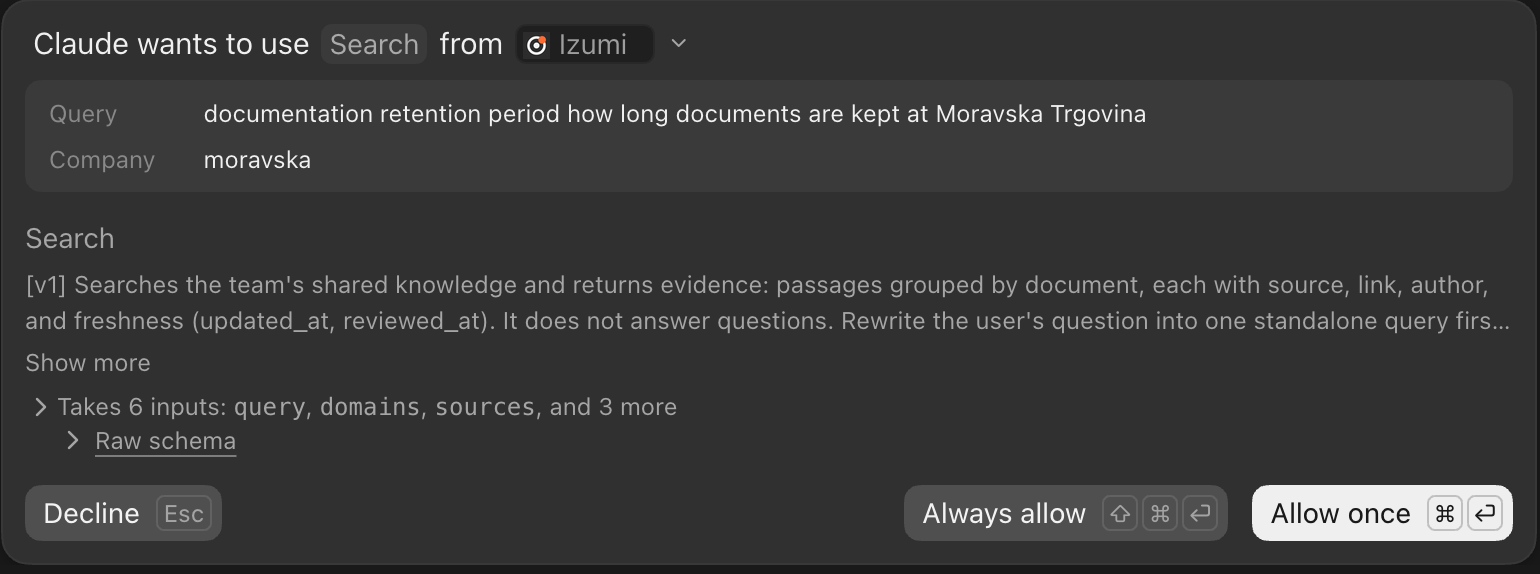 Claude wants to use Search from Izumi
Query documentation retention period how long documents are kept at Moravska Trgovina
Company moravska
Search
[v1] Searches the team's shared knowledge and returns evidence: passages grouped by document, each with source, link, author,
and freshness (updated_at, reviewed_at). It does not answer questions. Rewrite the user's question into one standalone query firs...
Show more
Takes 6 inputs: query, domains, sources, and 3 more
Raw schema
Decline Esc Always allow ⇧ ⌘ ↵ Allow once ⌘ ↵